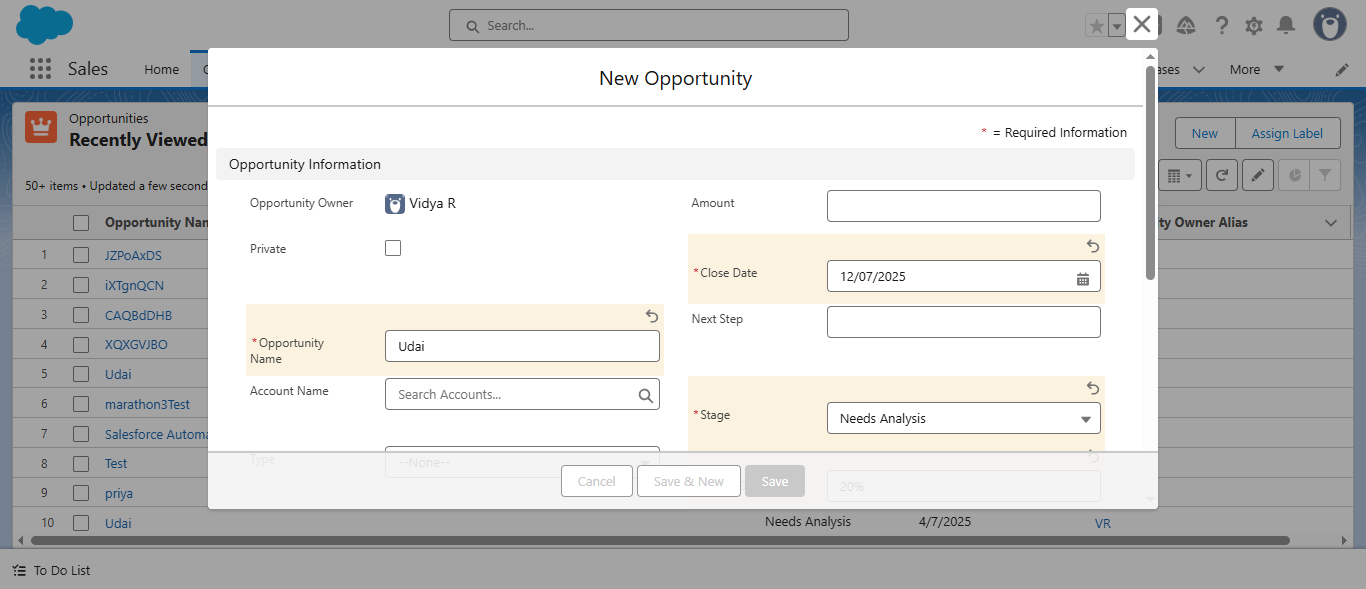 Search...
Sales
Home
ases
More
New Opportunity
* = Required Information
Opportunities
Recently Viewed
New
Assign Label
50+ items • Updated a few second
Opportunity Information
Opportunity Owner
Vidya R
Amount
Private
*Close Date
12/07/2025
Next Step
*Opportunity
Name
Udai
Account Name
Search Accounts...
*Stage
Needs Analysis
Type
--None--
20%
Cancel
Save & New
Save
Opportunity Nan
ty Owner Alias
1 JZPoAxDS
2 iXTgnQCN
3 CAQBdDHB
4 XQXGVJBO
5 Udai
6 marathon3Test
7 Salesforce Automa
8 Test
9 priya
10 Udai Needs Analysis 4/7/2025 VR
To Do List